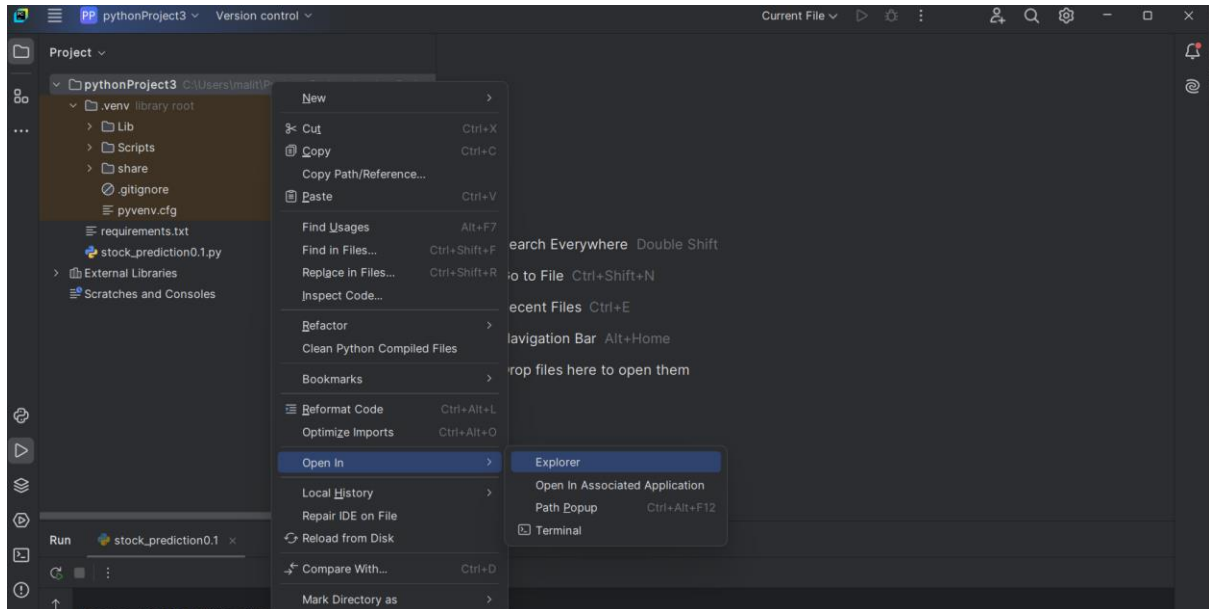 PP pythonProject3 Version control Current File
Project
pythonProject3 C:\Users\malit\P
.venv library root
Lib
Scripts
share
.gitignore
pyvenv.cfg
requirements.txt
stock_prediction0.1.py
External Libraries
Scratches and Consoles
New
Cut Ctrl+X
Copy Ctrl+C
Copy Path/Reference...
Paste Ctrl+V
Find Usages Alt+F7
Find in Files... Ctrl+Shift+F
Replace in Files... Ctrl+Shift+R
Inspect Code...
Refactor
Clean Python Compiled Files
Bookmarks
Reformat Code Ctrl+Alt+L
Optimize Imports Ctrl+Alt+O
Open In
Local History
Repair IDE on File
Reload from Disk
Compare With... Ctrl+D
Mark Directory as
earch Everywhere Double Shift
o to File Ctrl+Shift+N
ecent Files Ctrl+E
avigation Bar Alt+Home
rop files here to open them
Explorer
Open In Associated Application
Path Popup Ctrl+Alt+F12
Terminal
Run stock_prediction0.1